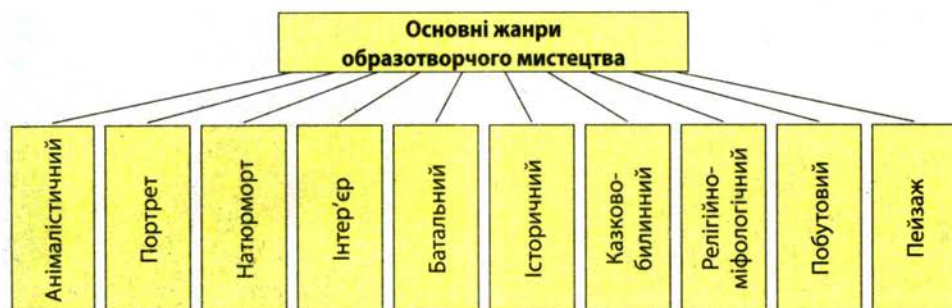 Основні жанри
образотворчого мистецтва
Анімалістичний
Портрет
Натюрморт
Інтер'єр
Батальний
Історичний
Казково-
билинний
Релігійно-
міфологічний
Побутовий
Пейзаж